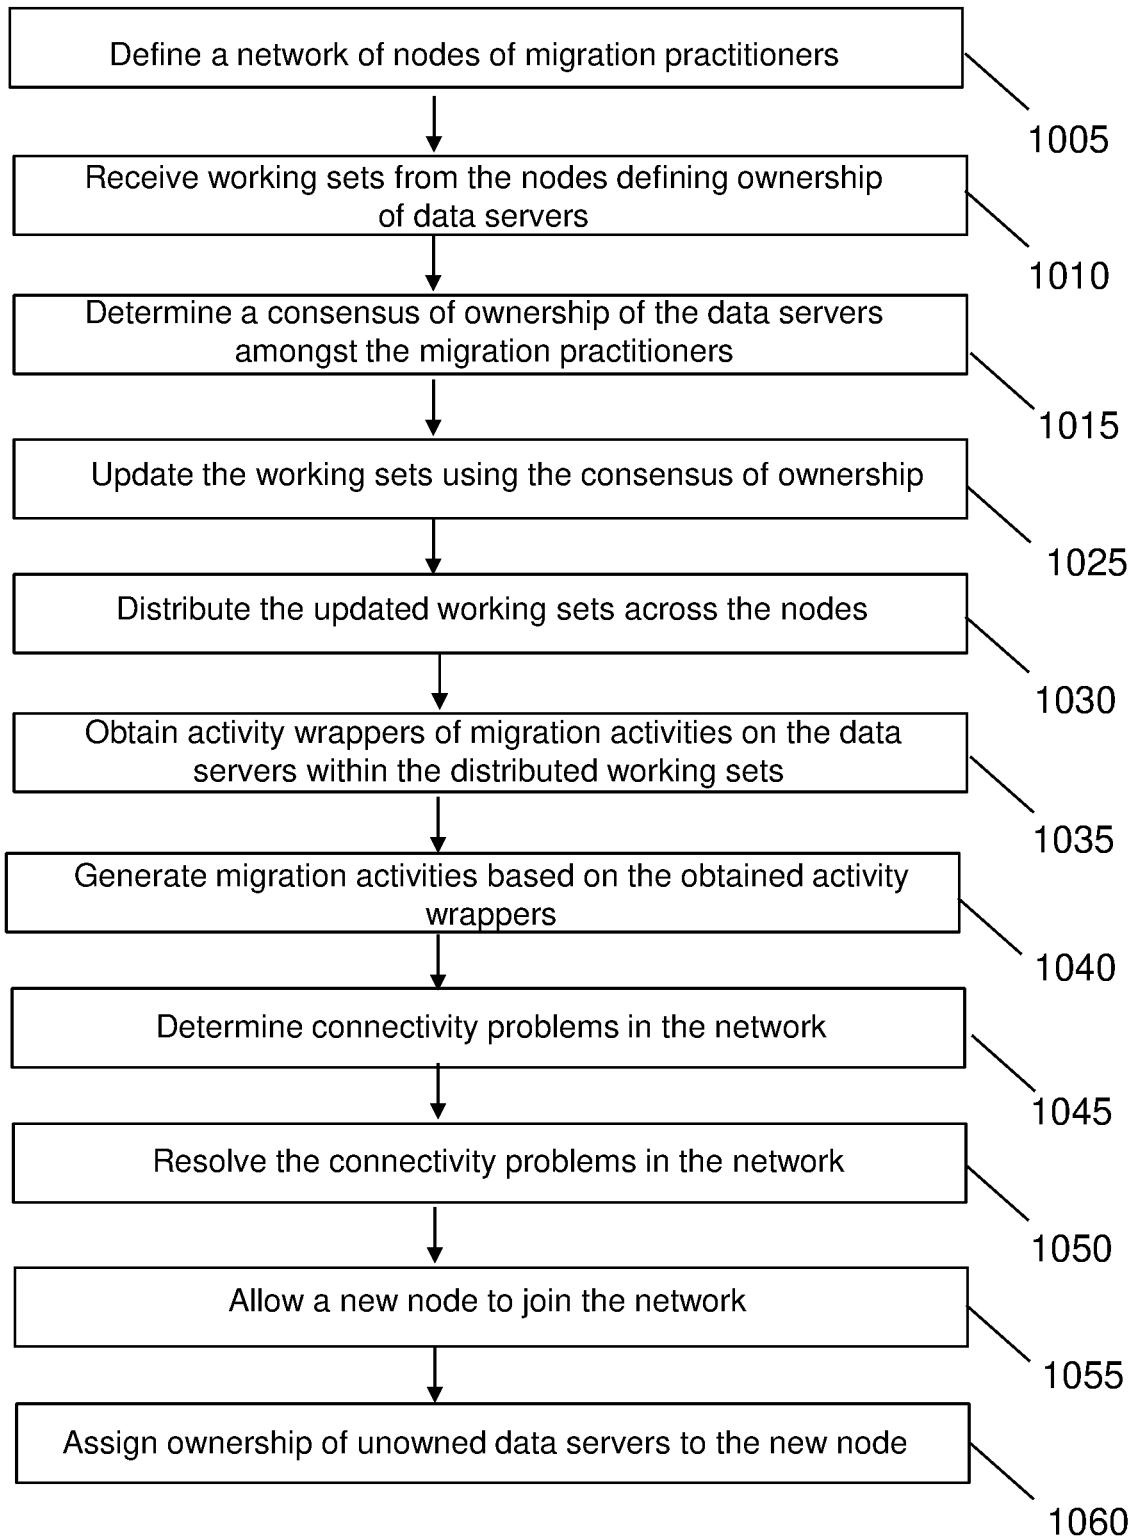 Define a network of nodes of migration practitioners
1005
Receive working sets from the nodes defining ownership
of data servers
1010
Determine a consensus of ownership of the data servers
amongst the migration practitioners
1015
Update the working sets using the consensus of ownership
1025
Distribute the updated working sets across the nodes
1030
Obtain activity wrappers of migration activities on the data
servers within the distributed working sets
1035
Generate migration activities based on the obtained activity
wrappers
1040
Determine connectivity problems in the network
1045
Resolve the connectivity problems in the network
1050
Allow a new node to join the network
1055
Assign ownership of unowned data servers to the new node
1060